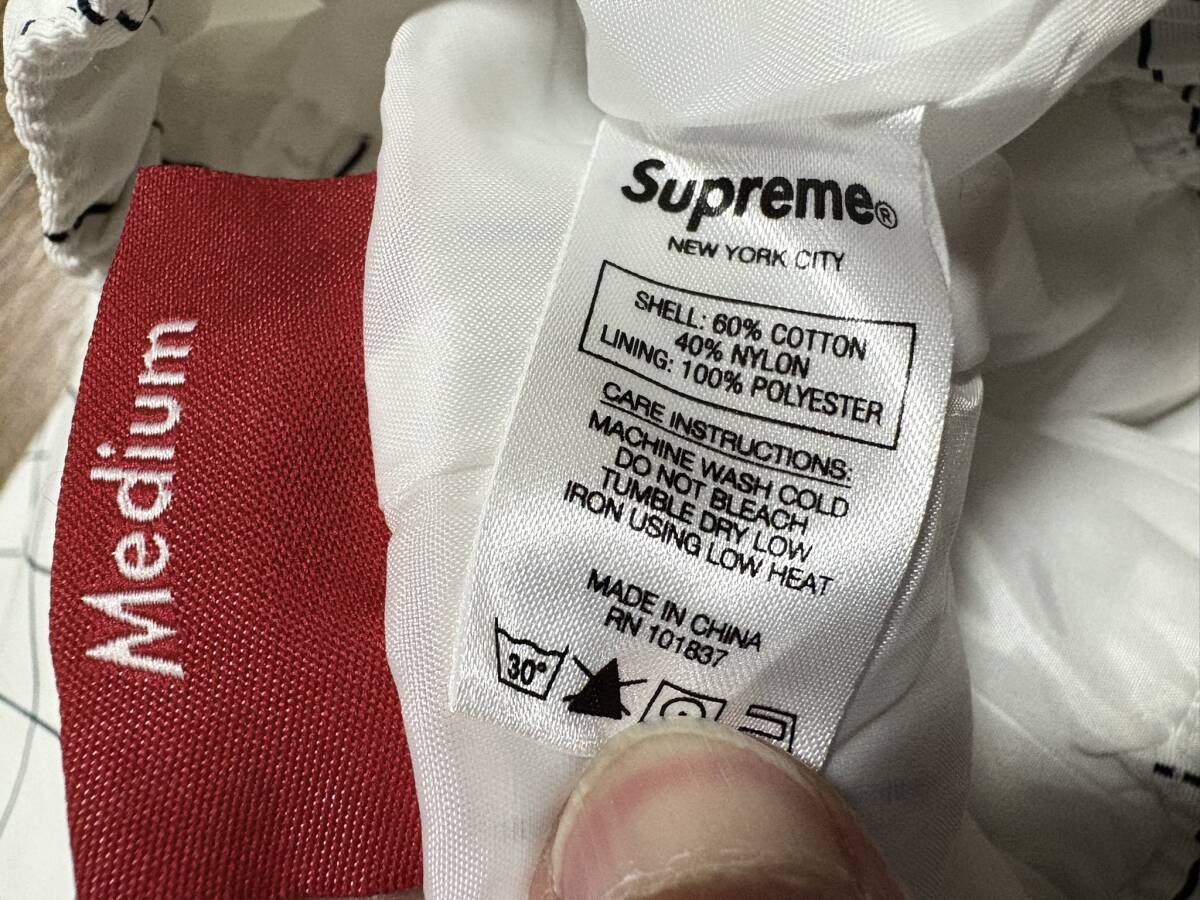 Medium
Supreme®
NEW YORK CITY
SHELL: 60% COTTON
40% NYLON
LINING: 100% POLYESTER
CARE INSTRUCTIONS:
MACHINE WASH COLD
DO NOT BLEACH
TUMBLE DRY LOW
IRON USING LOW HEAT
MADE IN CHINA
RN 101837
30°